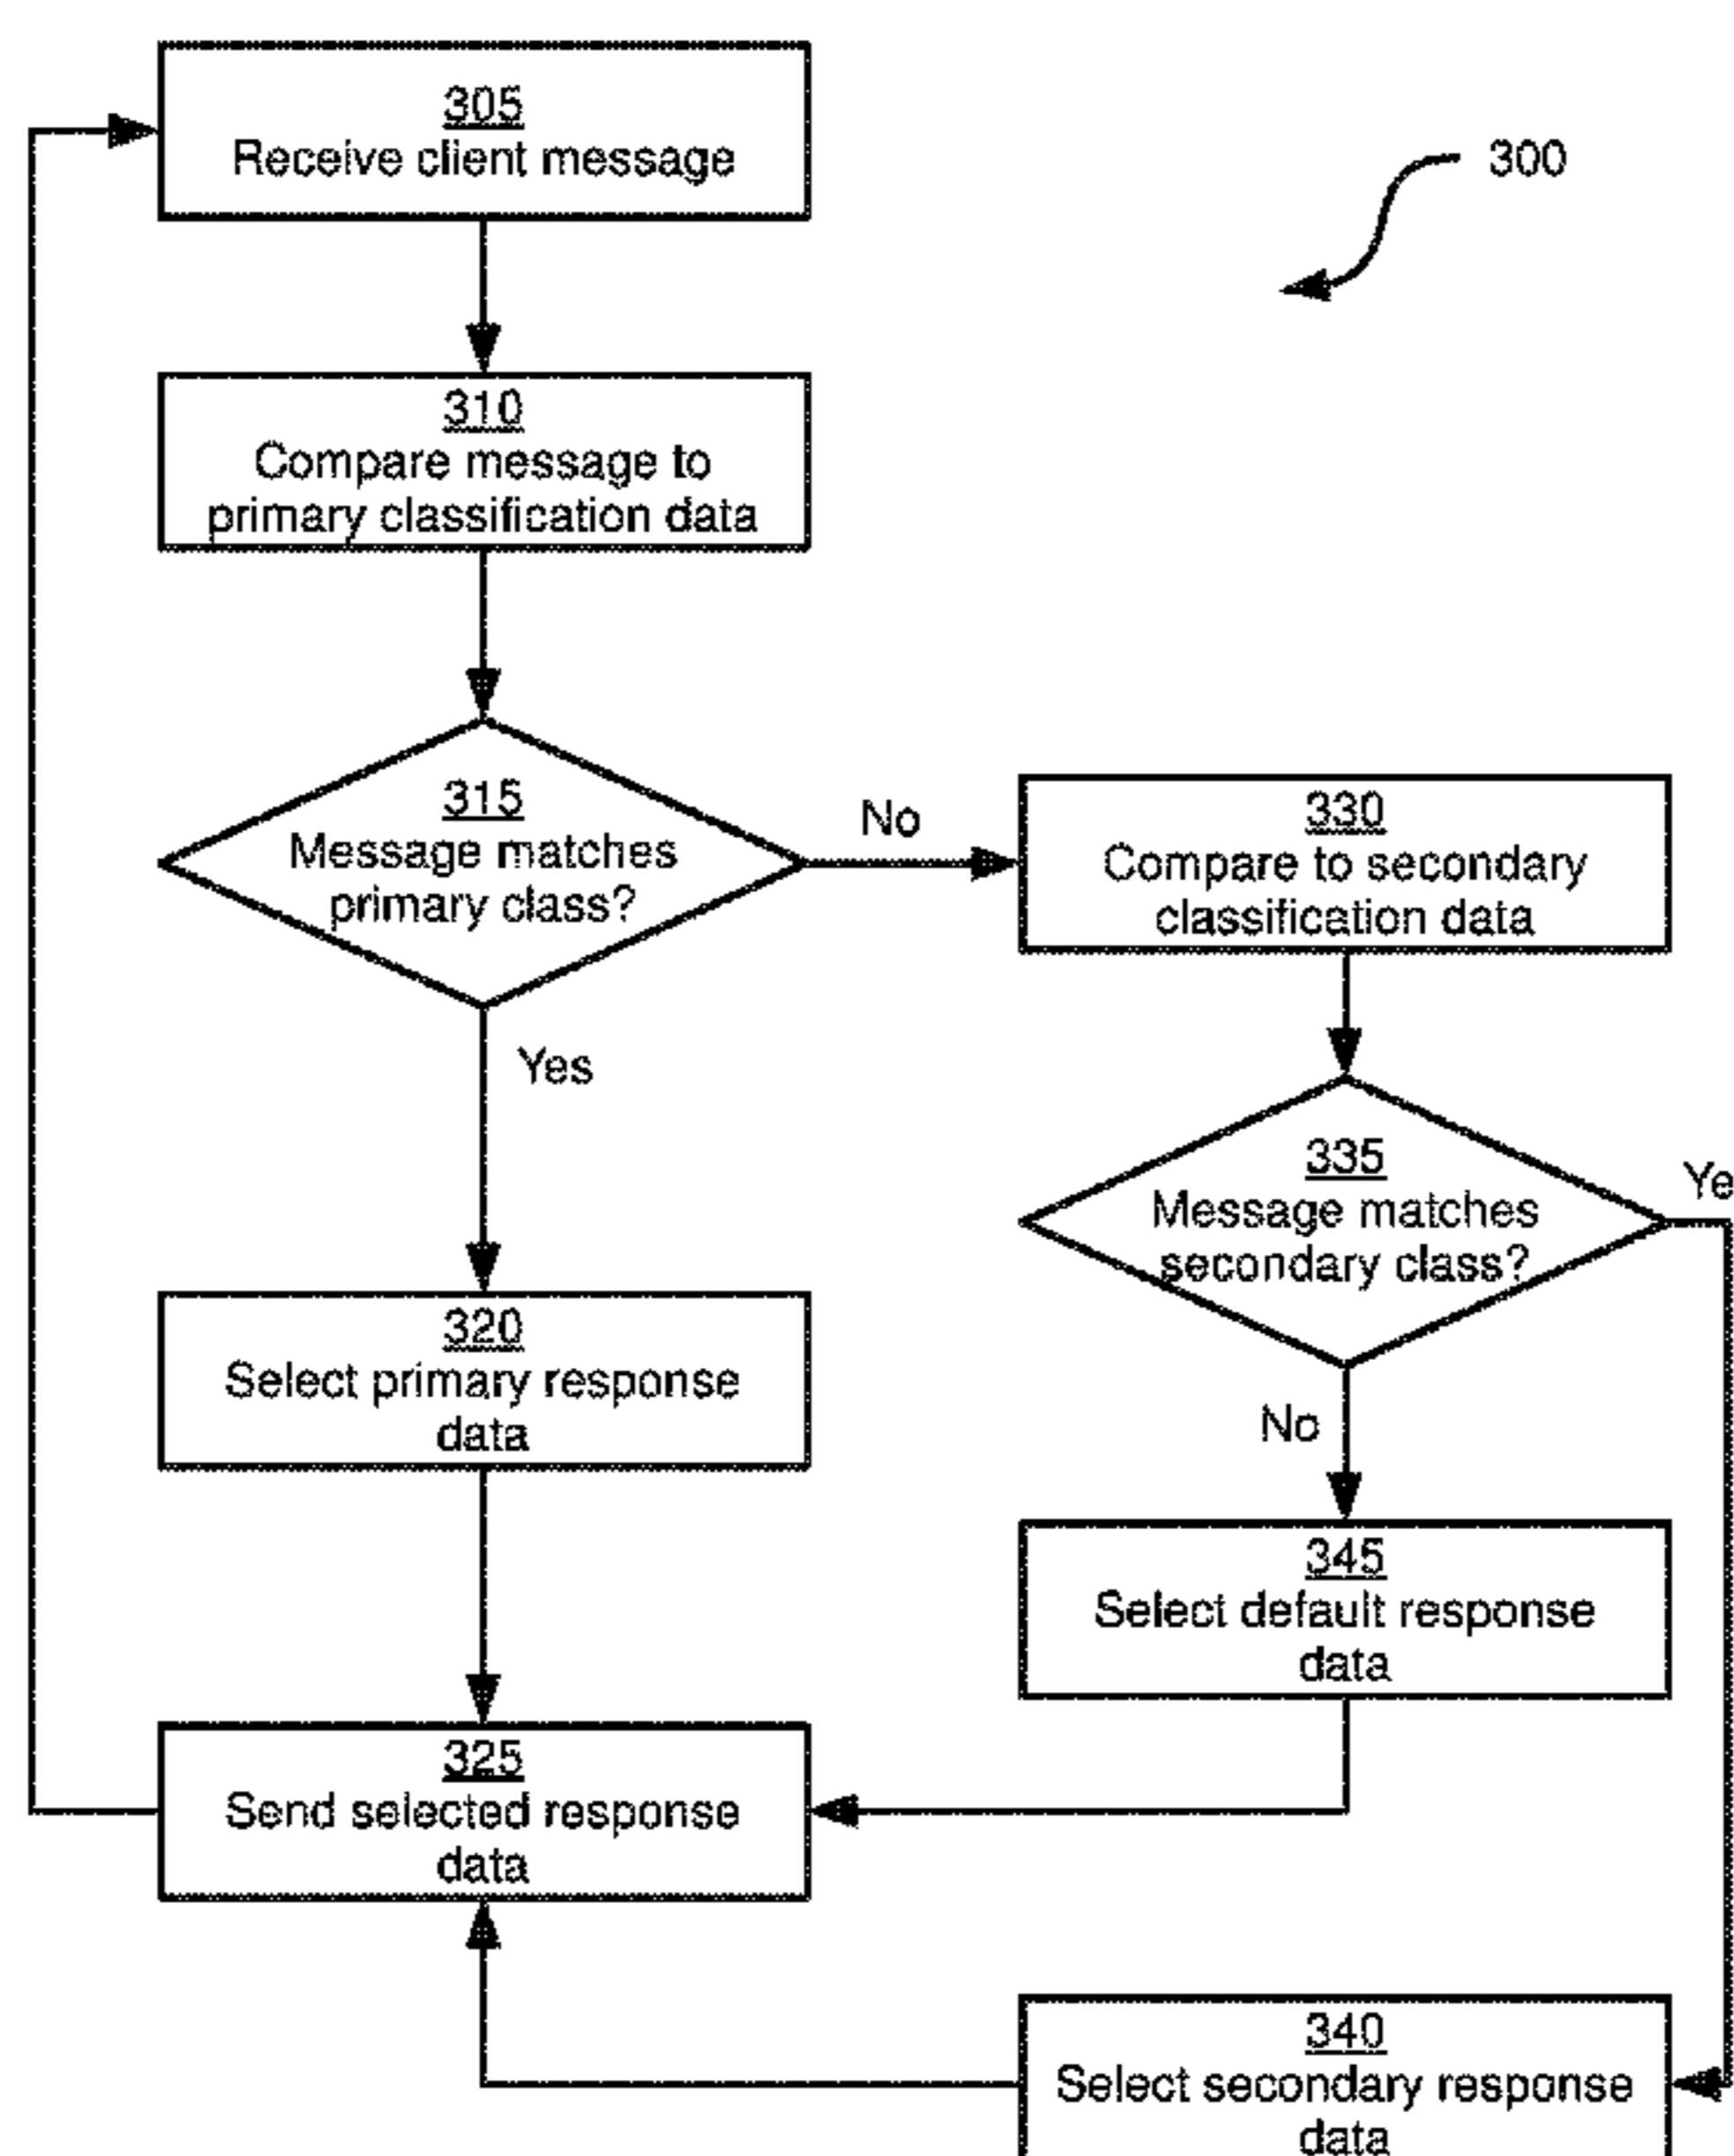 305
Receive client message
300
310
Compare message to
primary classification data
315
Message matches
primary class?
No
330
Compare to secondary
classification data
Yes
335
Message matches
secondary class?
Ye
320
Select primary response
data
No
345
Select default response
data
325
Send selected response
data
340
Select secondary response
data